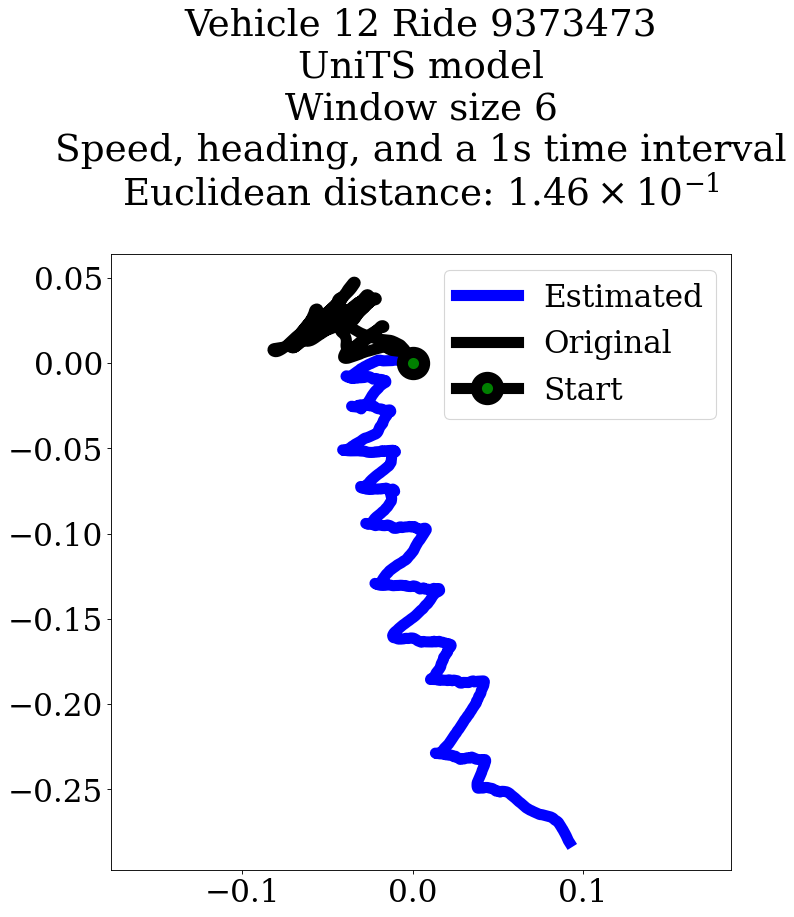 Vehicle 12 Ride 9373473
UniTS model
Window size 6
Speed, heading, and a 1s time interval
Euclidean distance: 1.46 × 10⁻¹
Estimated
Original
Start
0.05
0.00
−0.05
−0.10
−0.15
−0.20
−0.25
−0.1 0.0 0.1